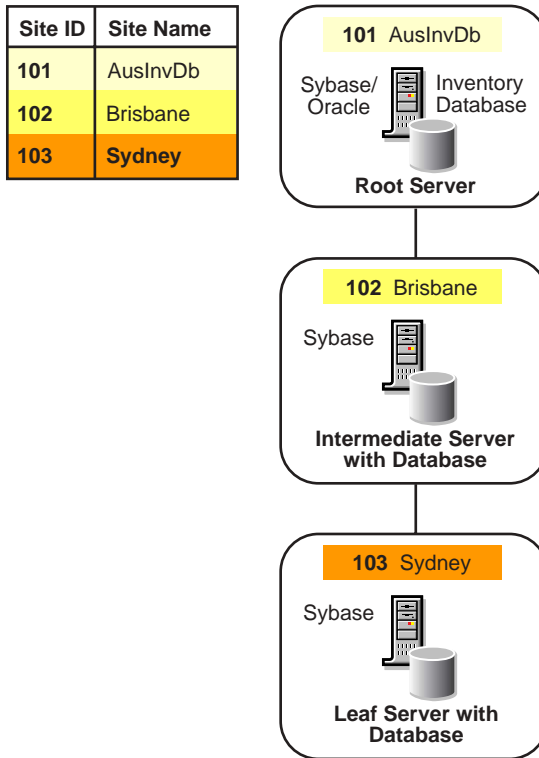 Site ID Site Name
101 AusInvDb
102 Brisbane
103 Sydney
101 AusInvDb
Sybase/
Oracle
Inventory
Database
Root Server
102 Brisbane
Sybase
Intermediate Server
with Database
103 Sydney
Sybase
Leaf Server with
Database